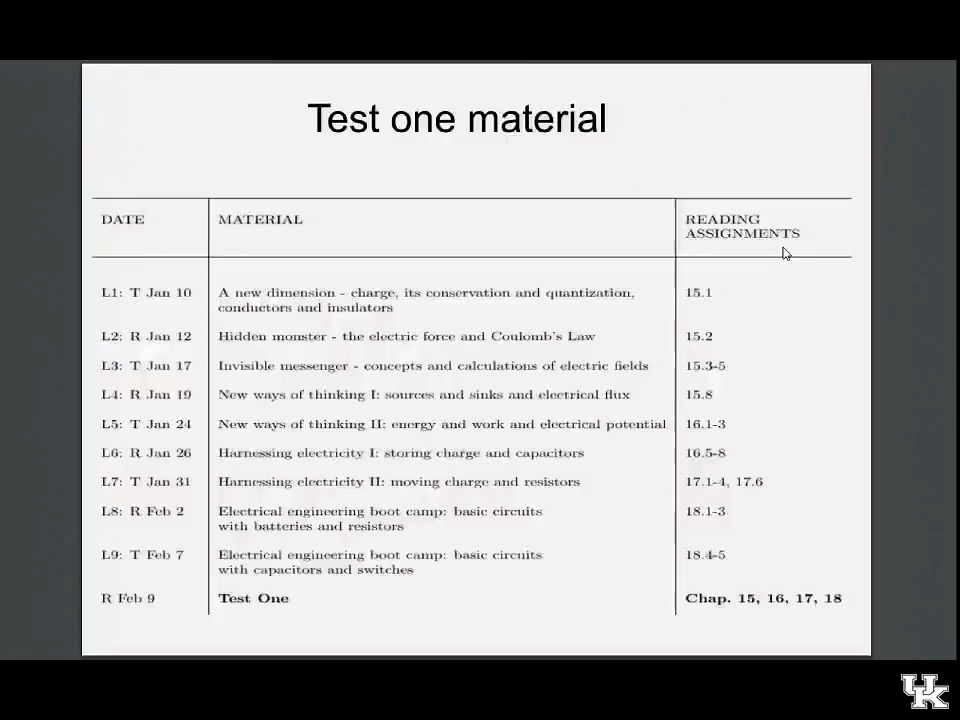 Test one material
DATE MATERIAL READING
ASSIGNMENTS
L1: T Jan 10 A new dimension - charge, its conservation and quantization, 15.1
conductors and insulators
L2: R Jan 12 Hidden monster - the electric force and Coulomb's Law 15.2
L3: T Jan 17 Invisible messenger - concepts and calculations of electric fields 15.3-5
L4: R Jan 19 New ways of thinking I: sources and sinks and electrical flux 15.8
L5: T Jan 24 New ways of thinking II: energy and work and electrical potential 16.1-3
L6: R Jan 26 Harnessing electricity I: storing charge and capacitors 16.5-8
L7: T Jan 31 Harnessing electricity II: moving charge and resistors 17.1-4, 17.6
L8: R Feb 2 Electrical engineering boot camp: basic circuits 18.1-3
with batteries and resistors
L9: T Feb 7 Electrical engineering boot camp: basic circuits 18.4-5
with capacitors and switches
R Feb 9 Test One Chap. 15, 16, 17, 18
UK